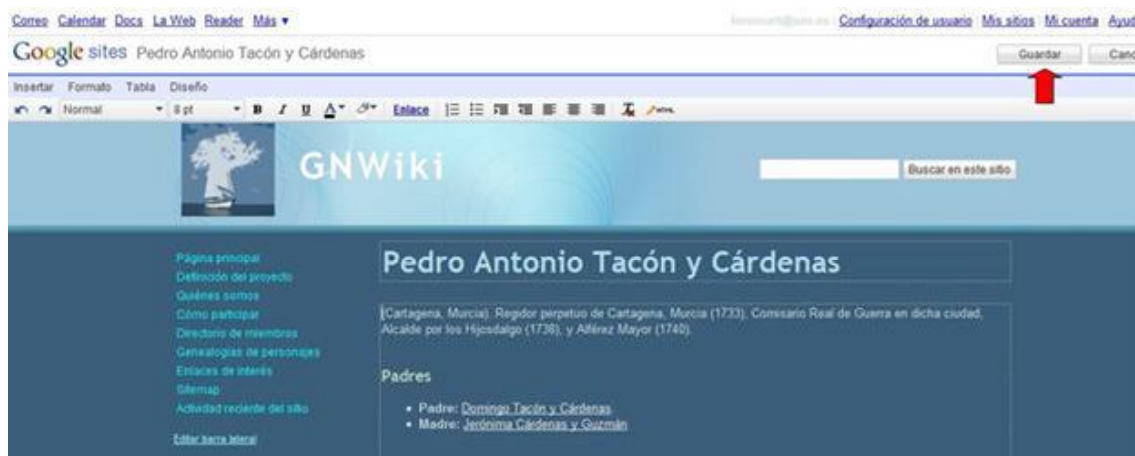 Correo Calendar Docs La Web Reader Más ▼
Configuración de usuario Mis sitios Mi cuenta Ayud
Google sites Pedro Antonio Tacón y Cárdenas
Guardar Canc
Insertar Formato Tabla Diseño
Normal 8 pt B I U A Enlace HTML
GNWiki
Buscar en este sitio
Página principal
Definición del proyecto
Quiénes somos
Cómo participar
Directorio de miembros
Genealogías de personajes
Enlaces de interés
Sitemap
Actividad reciente del sitio
Editar barra lateral
Pedro Antonio Tacón y Cárdenas
(Cartagena, Murcia). Regidor perpetuo de Cartagena, Murcia (1733), Comisario Real de Guerra en dicha ciudad,
Alcalde por los Hijosdalgo (1738), y Alférez Mayor (1740).
Padres
• Padre: Domingo Tacón y Cárdenas
• Madre: Jerónima Cárdenas y Guzmán